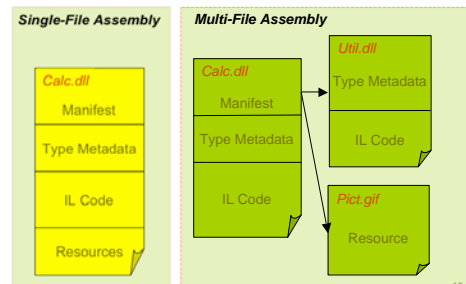 Single-File Assembly
Calc.dll
Manifest
Type Metadata
IL Code
Resources
Multi-File Assembly
Calc.dll
Manifest
Type Metadata
IL Code
Util.dll
Type Metadata
IL Code
Pict.gif
Resource